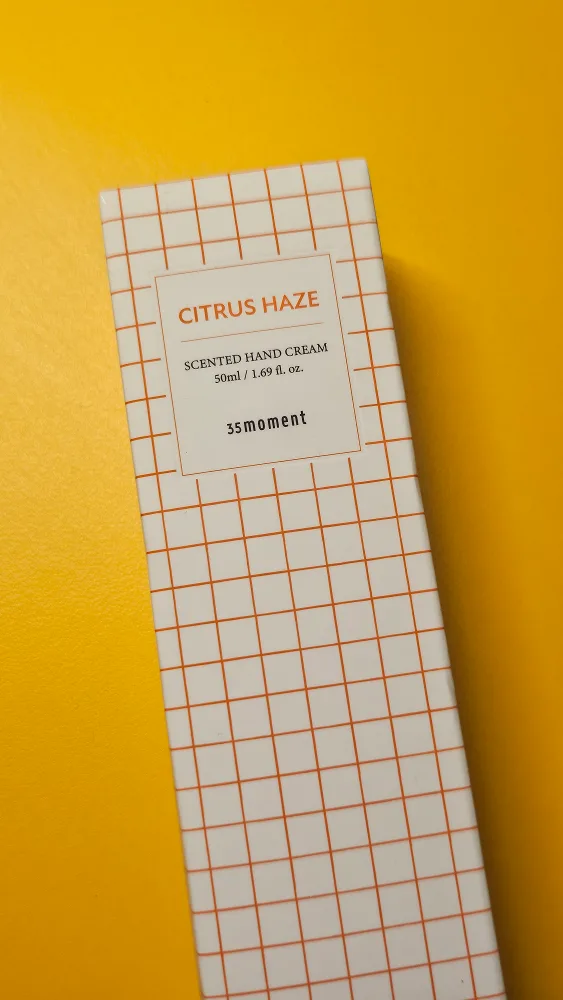 CITRUS HAZE
SCENTED HAND CREAM
50ml / 1.69 fl. oz.
35moment